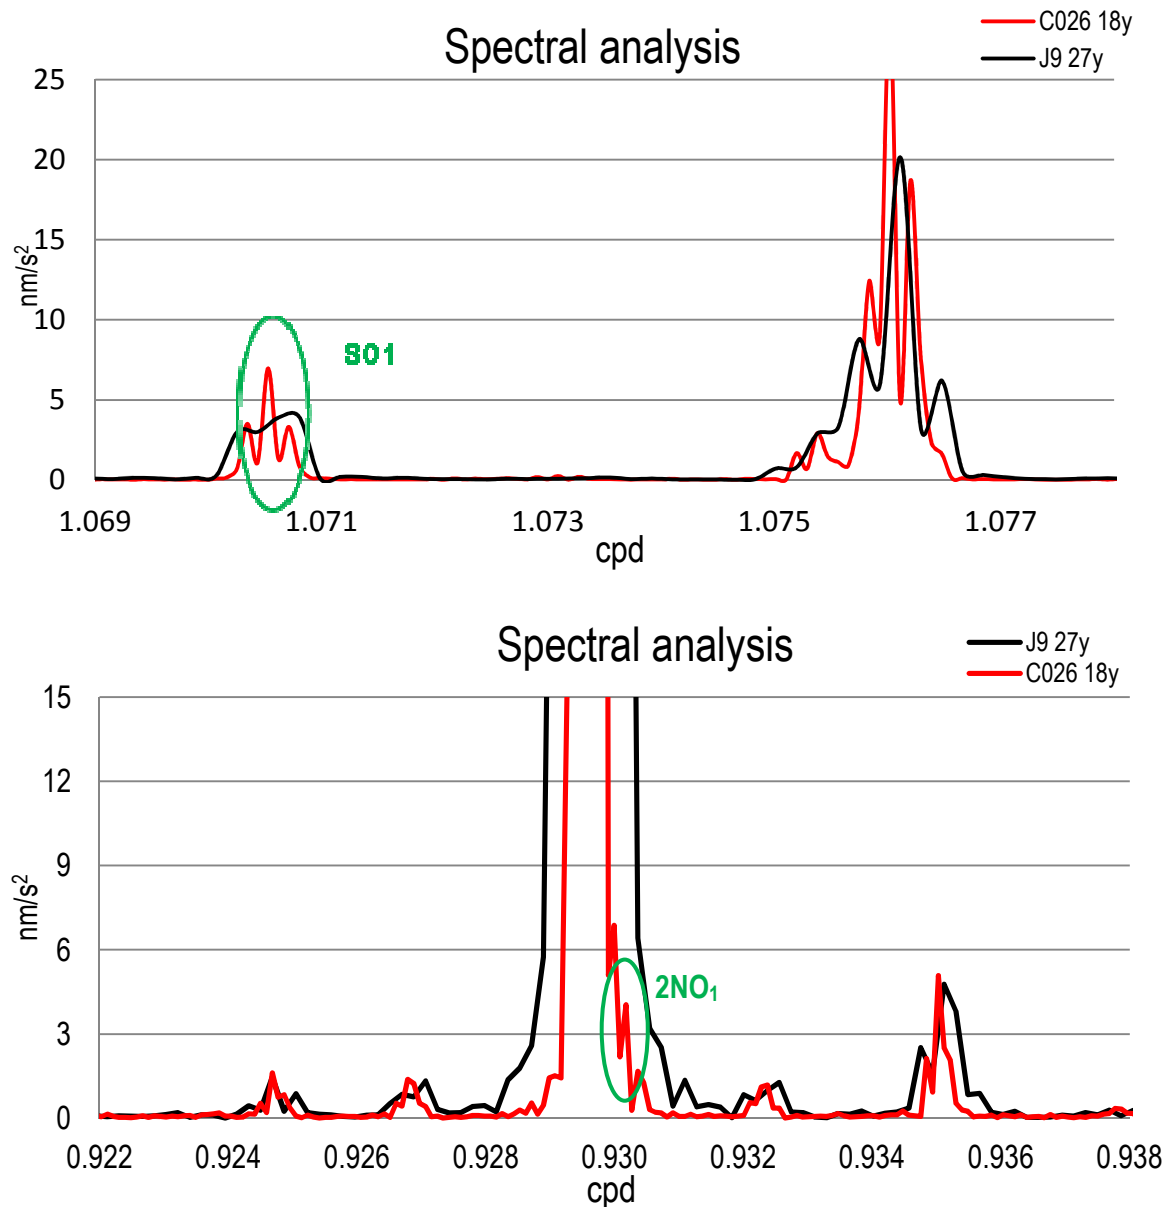 Spectral analysis
C026 18y
J9 27y
25
20
15
10
5
0
nm/s²
SO1
1.069 1.071 1.073 1.075 1.077
cpd
Spectral analysis
J9 27y
C026 18y
15
12
9
6
3
0
nm/s²
2NO₁
0.922 0.924 0.926 0.928 0.930 0.932 0.934 0.936 0.938
cpd